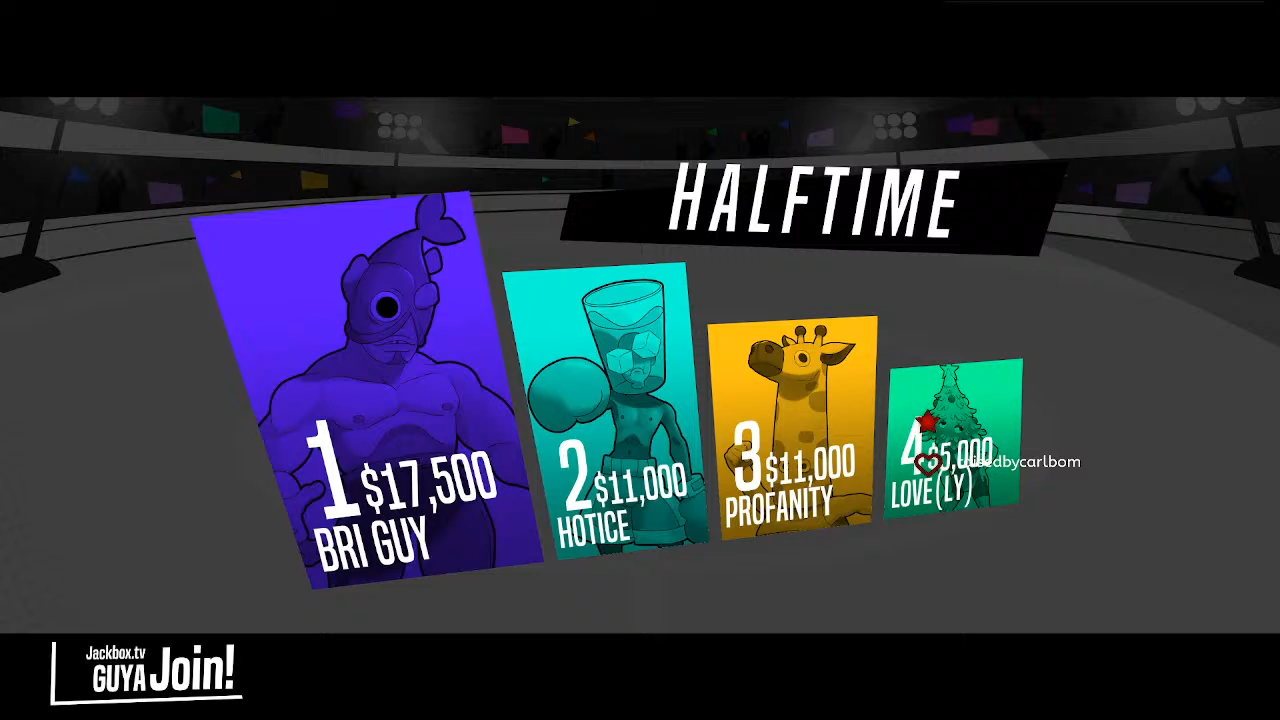 HALFTIME
1 $17,500
BRI GUY
2 $11,000
HOTICE
3 $11,000
PROFANITY
4 $5,000
LOVE(LY)
Jackbox.tv
GUYA Join!